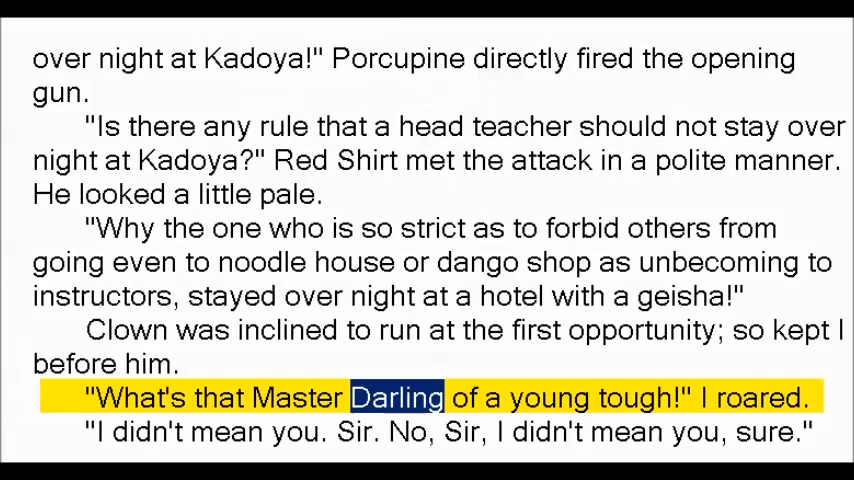 over night at Kadoya!" Porcupine directly fired the opening
gun.
"Is there any rule that a head teacher should not stay over
night at Kadoya?" Red Shirt met the attack in a polite manner.
He looked a little pale.
"Why the one who is so strict as to forbid others from
going even to noodle house or dango shop as unbecoming to
instructors, stayed over night at a hotel with a geisha!"
Clown was inclined to run at the first opportunity; so kept I
before him.
"What's that Master Darling of a young tough!" I roared.
"I didn't mean you. Sir. No, Sir, I didn't mean you, sure."